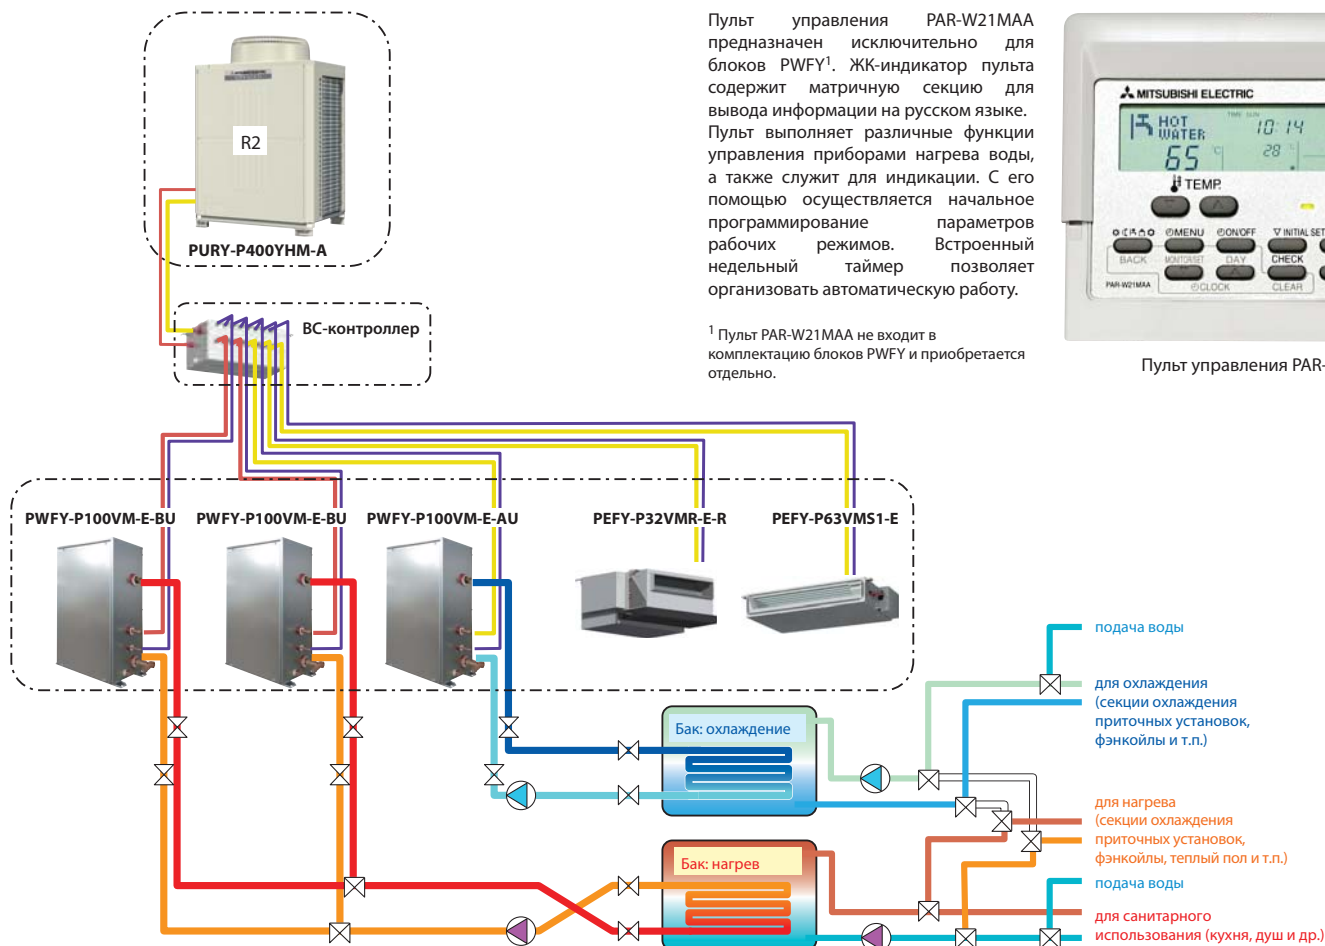 R2
PURY-P400YHM-A
BC-контроллер
Пульт управления PAR-W21MAA
предназначен исключительно для
блоков PWFY¹. ЖК-индикатор пульта
содержит матричную секцию для
вывода информации на русском языке.
Пульт выполняет различные функции
управления приборами нагрева воды,
а также служит для индикации. С его
помощью осуществляется начальное
программирование параметров
рабочих режимов. Встроенный
недельный таймер позволяет
организовать автоматическую работу.
¹ Пульт PAR-W21MAA не входит в
комплектацию блоков PWFY и приобретается
отдельно.
MITSUBISHI ELECTRIC
HOT
WATER
TIME SUN
10:14
65 °C
28 °C
TEMP.
MENU
ON/OFF
INITIAL SET
BACK
MONITOR/SET
DAY
CHECK
PAR-W21MAA
CLOCK
CLEAR
Пульт управления PAR-
PWFY-P100VM-E-BU
PWFY-P100VM-E-BU
PWFY-P100VM-E-AU
PEFY-P32VMR-E-R
PEFY-P63VMS1-E
Бак: охлаждение
Бак: нагрев
подача воды
для охлаждения
(секции охлаждения
приточных установок,
фэнкойлы и т.п.)
для нагрева
(секции охлаждения
приточных установок,
фэнкойлы, теплый пол и т.п.)
подача воды
для санитарного
использования (кухня, душ и др.)